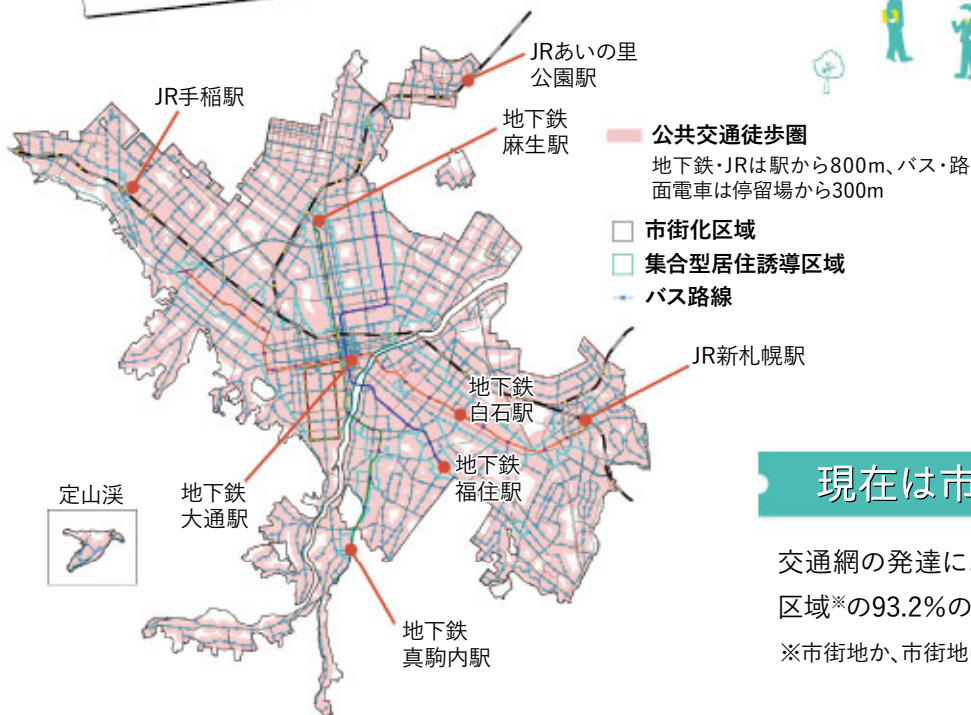 JRあいの里
公園駅
JR手稲駅
地下鉄
麻生駅
公共交通徒歩圏
地下鉄・JRは駅から800m、バス・路
面電車は停留場から300m
市街化区域
集合型居住誘導区域
バス路線
JR新札幌駅
地下鉄
白石駅
地下鉄
福住駅
定山渓
地下鉄
大通駅
地下鉄
真駒内駅
現在は市
交通網の発達に
区域※の93.2%の
※市街地か、市街地